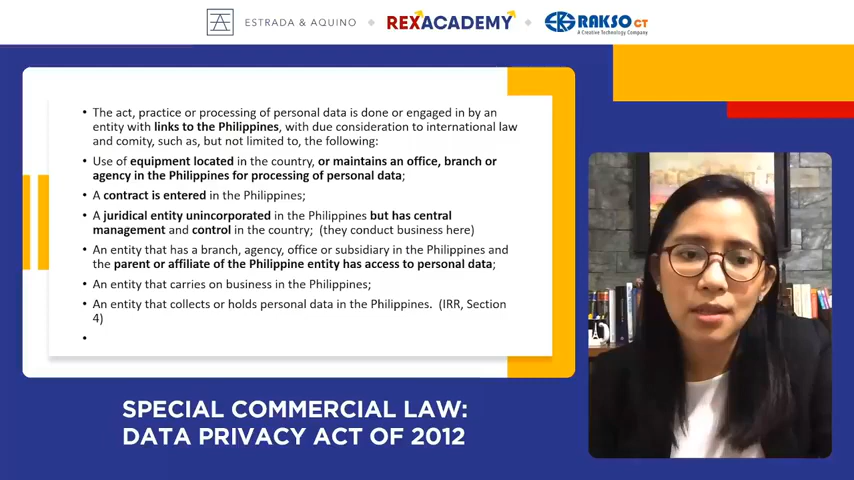 ESTRADA & AQUINO
REXACADEMY
RAKSO CT
A Creative Technology Company
• The act, practice or processing of personal data is done or engaged in by an
entity with links to the Philippines, with due consideration to international law
and comity, such as, but not limited to, the following:
• Use of equipment located in the country, or maintains an office, branch or
agency in the Philippines for processing of personal data;
• A contract is entered in the Philippines;
• A juridical entity unincorporated in the Philippines but has central
management and control in the country; (they conduct business here)
• An entity that has a branch, agency, office or subsidiary in the Philippines and
the parent or affiliate of the Philippine entity has access to personal data;
• An entity that carries on business in the Philippines;
• An entity that collects or holds personal data in the Philippines. (IRR, Section
4)
•
SPECIAL COMMERCIAL LAW:
DATA PRIVACY ACT OF 2012